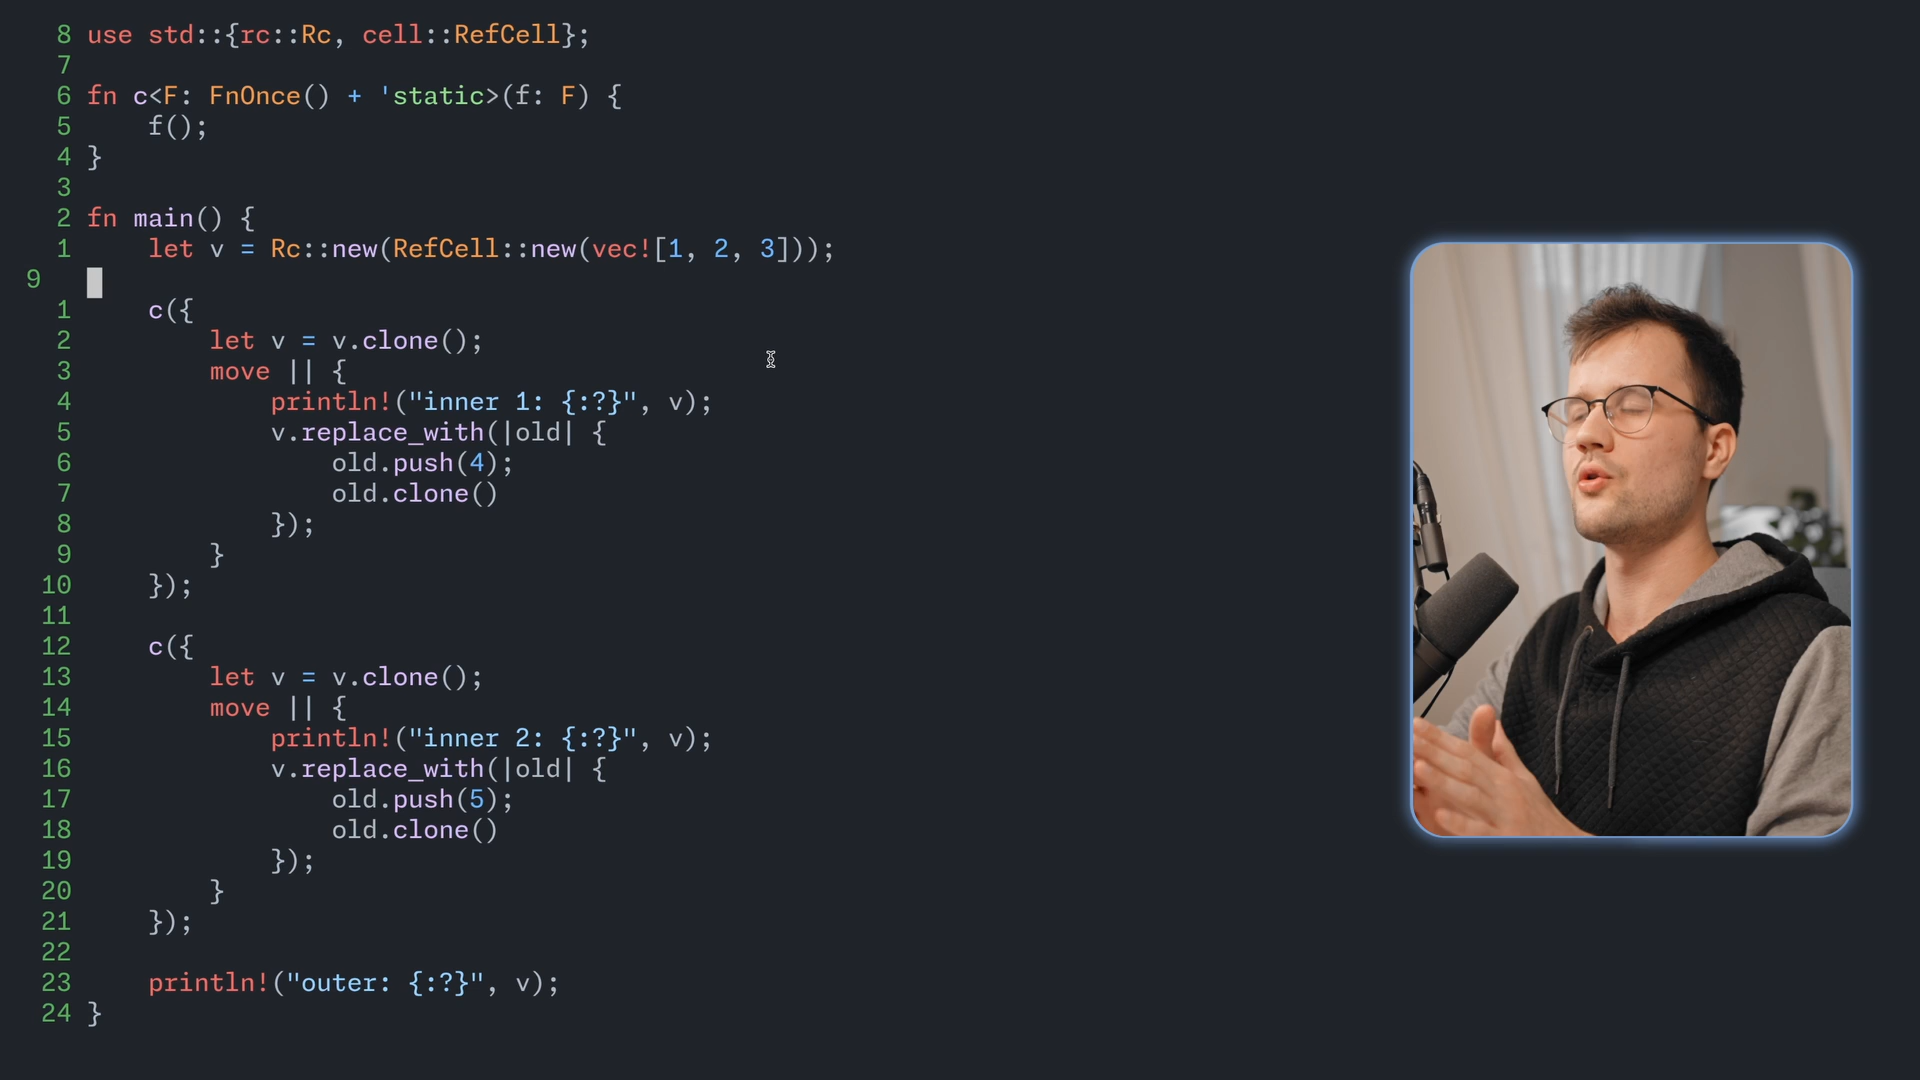 8 use std::{rc::Rc, cell::RefCell};
7
6 fn c<F: FnOnce() + 'static>(f: F) {
5     f();
4 }
3
2 fn main() {
1     let v = Rc::new(RefCell::new(vec![1, 2, 3]));
9
1     c({
2         let v = v.clone();
3         move || {
4             println!("inner 1: {:?}", v);
5             v.replace_with(|old| {
6                 old.push(4);
7                 old.clone()
8             });
9         }
10     });
11
12     c({
13         let v = v.clone();
14         move || {
15             println!("inner 2: {:?}", v);
16             v.replace_with(|old| {
17                 old.push(5);
18                 old.clone()
19             });
20         }
21     });
22
23     println!("outer: {:?}", v);
24 }